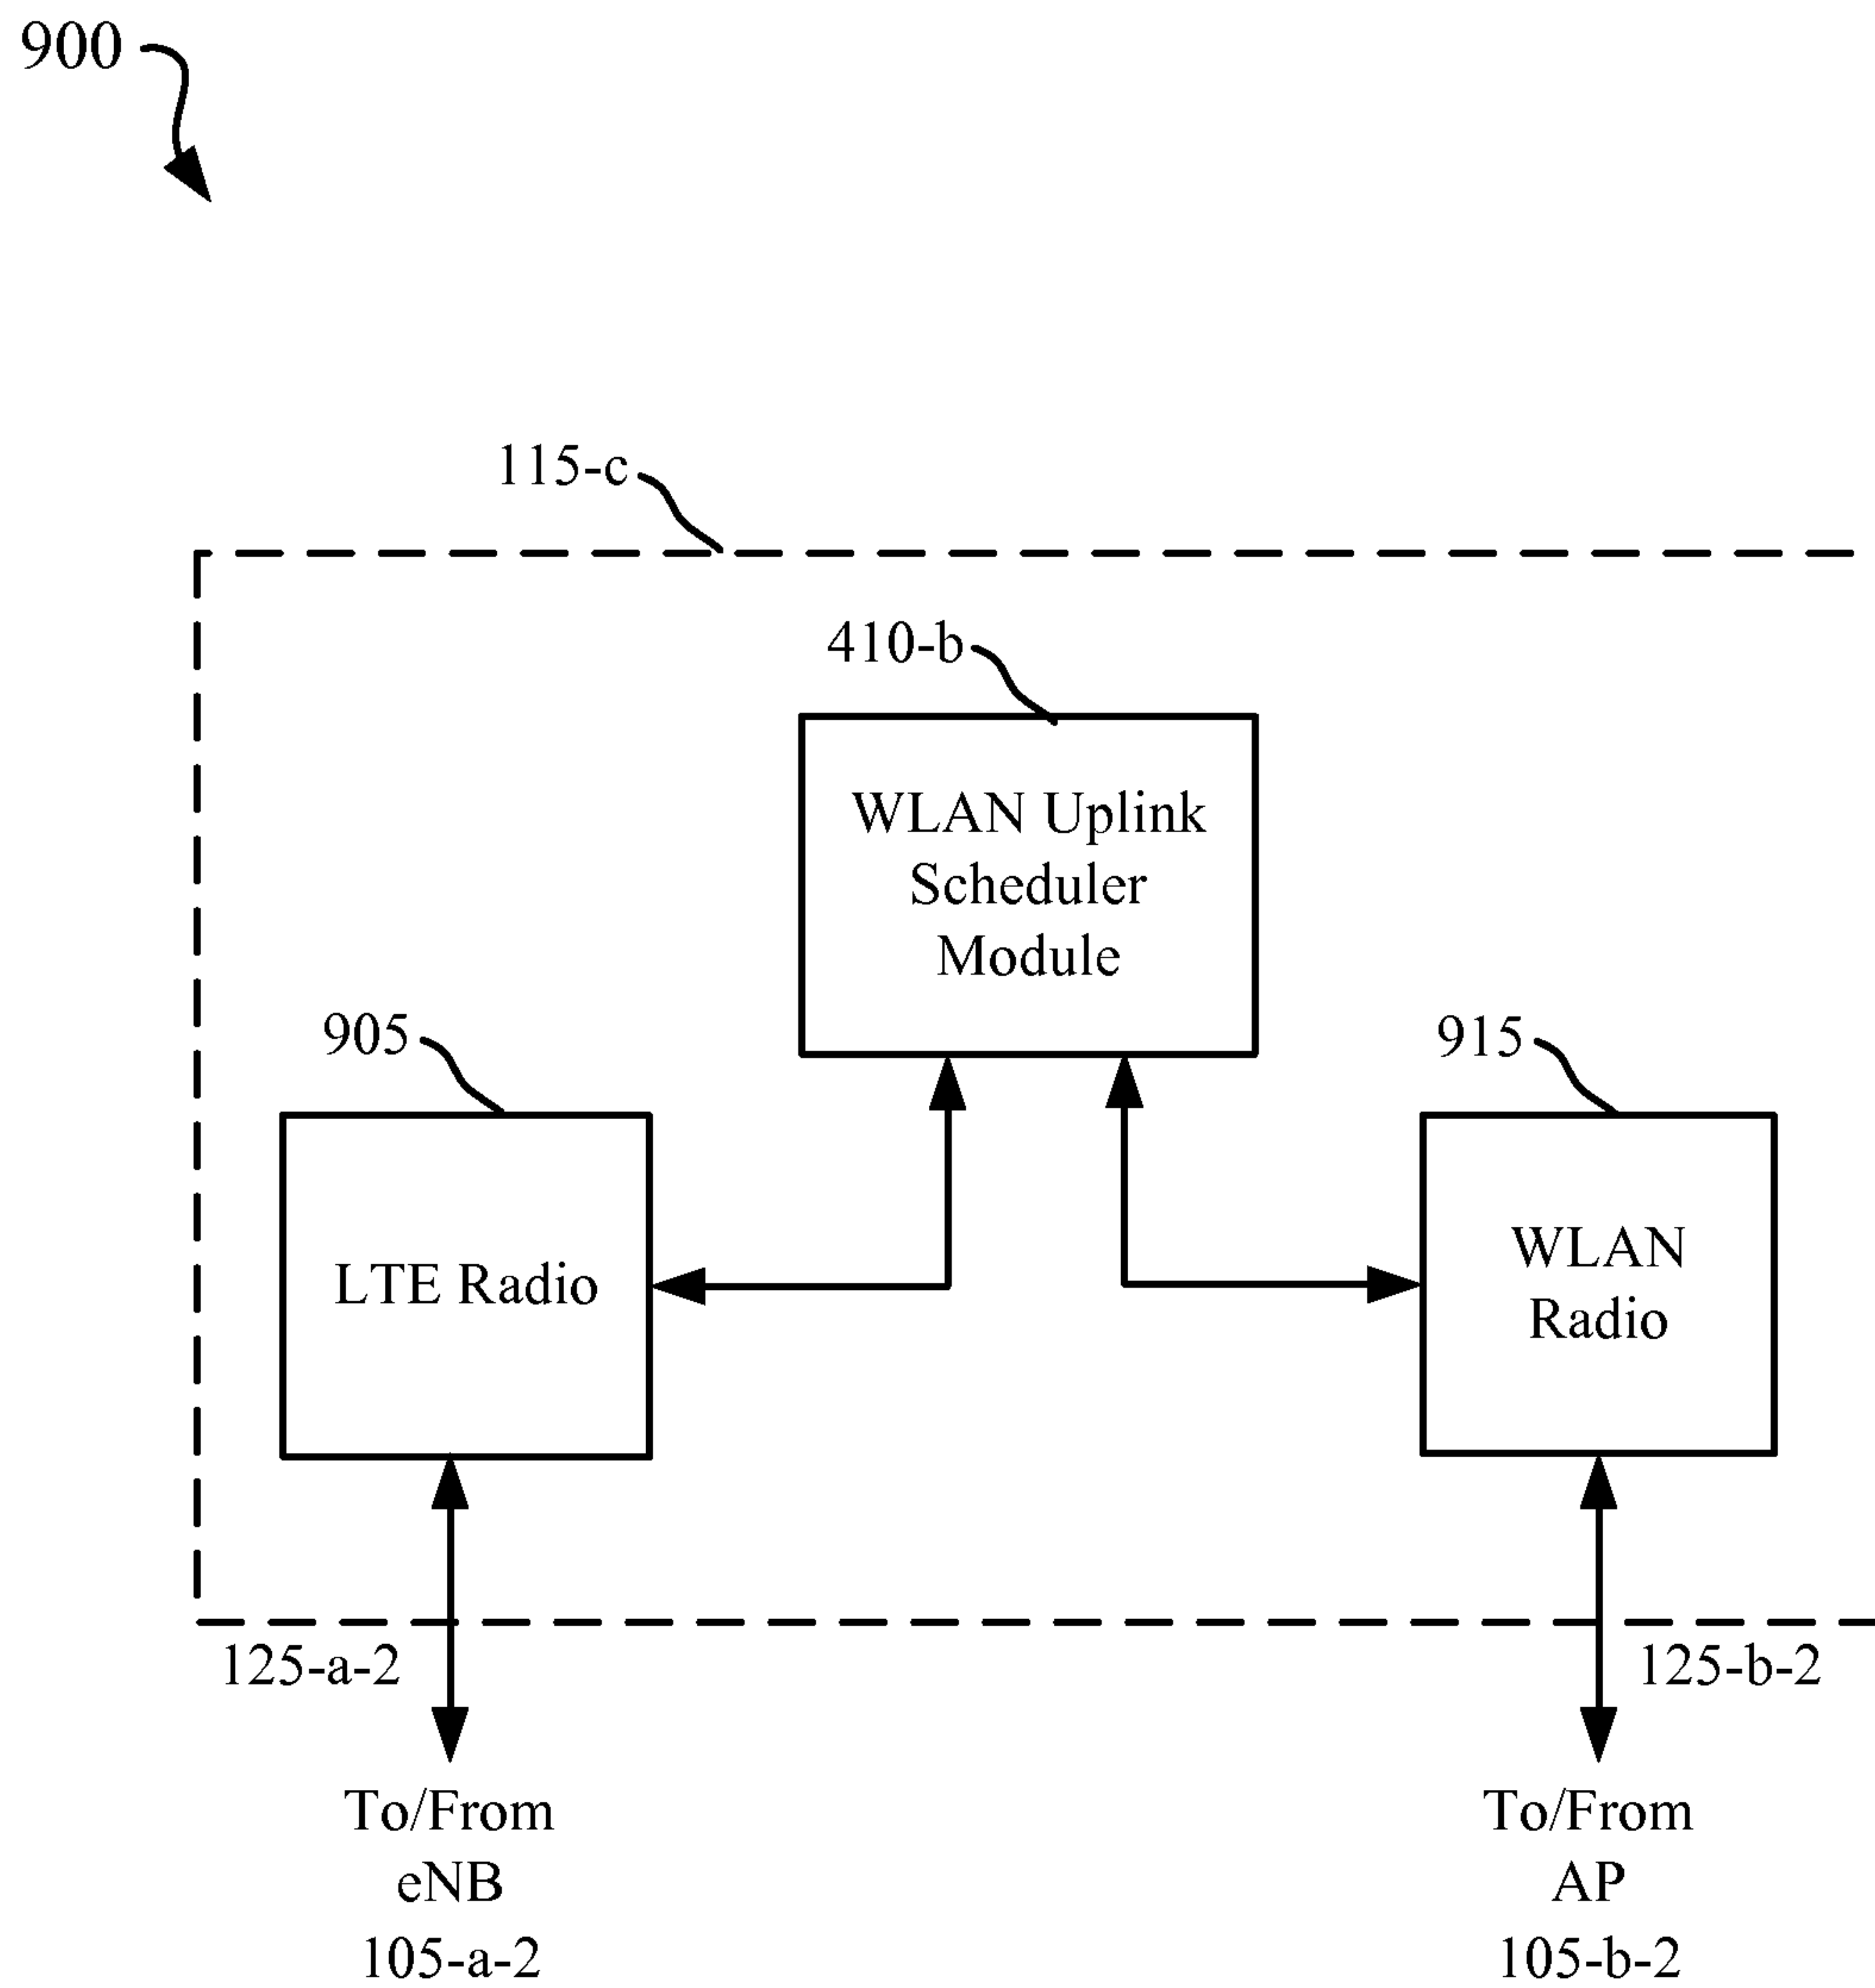 900
115-c
410-b
WLAN Uplink
Scheduler
Module
905
915
LTE Radio
WLAN
Radio
125-a-2
125-b-2
To/From
eNB
105-a-2
To/From
AP
105-b-2